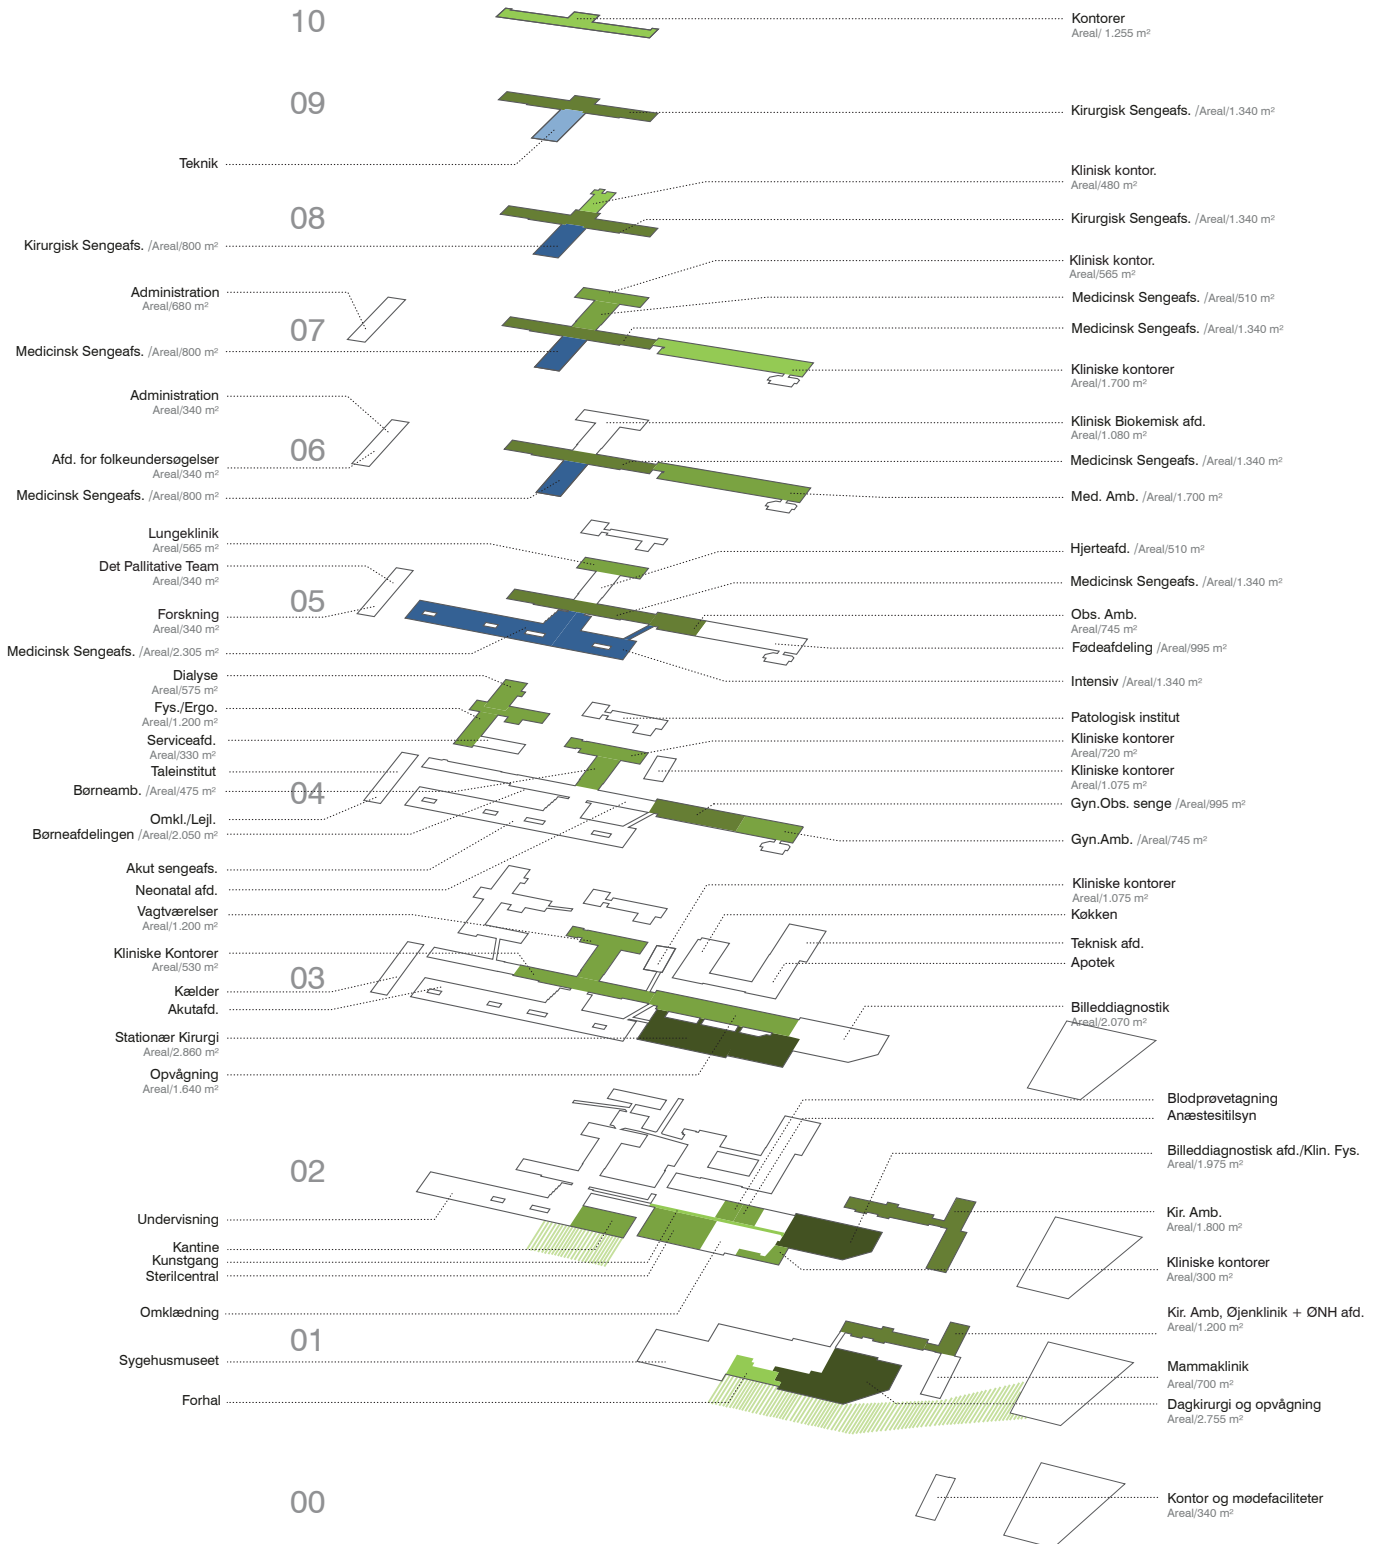 10
Kontorer
Areal/ 1.255 m²
09
Kirurgisk Sengeafs. /Areal/1.340 m²
Teknik
Klinisk kontor.
Areal/480 m²
08
Kirurgisk Sengeafs. /Areal/1.340 m²
Kirurgisk Sengeafs. /Areal/800 m²
Klinisk kontor.
Areal/565 m²
Administration
Areal/680 m²
Medicinsk Sengeafs. /Areal/510 m²
07
Medicinsk Sengeafs. /Areal/1.340 m²
Medicinsk Sengeafs. /Areal/800 m²
Kliniske kontorer
Areal/1.700 m²
Administration
Areal/340 m²
Klinisk Biokemisk afd.
Areal/1.080 m²
06
Afd. for folkeundersøgelser
Areal/340 m²
Medicinsk Sengeafs. /Areal/1.340 m²
Medicinsk Sengeafs. /Areal/800 m²
Med. Amb. /Areal/1.700 m²
Lungeklinik
Areal/565 m²
Hjerteafd. /Areal/510 m²
Det Pallitative Team
Areal/340 m²
Medicinsk Sengeafs. /Areal/1.340 m²
05
Forskning
Areal/340 m²
Obs. Amb.
Areal/745 m²
Medicinsk Sengeafs. /Areal/2.305 m²
Fødeafdeling /Areal/995 m²
Dialyse
Areal/575 m²
Intensiv /Areal/1.340 m²
Fys./Ergo.
Areal/1.200 m²
Patologisk institut
Serviceafd.
Areal/330 m²
Kliniske kontorer
Areal/720 m²
Taleinstitut
Kliniske kontorer
Areal/1.075 m²
Børneamb. /Areal/475 m²
04
Gyn.Obs. senge /Areal/995 m²
Omkl./Lejl.
Børneafdelingen /Areal/2.050 m²
Gyn.Amb. /Areal/745 m²
Akut sengeafs.
Neonatal afd.
Kliniske kontorer
Areal/1.075 m²
Vagtværelser
Areal/1.200 m²
Køkken
Teknisk afd.
Kliniske Kontorer
Areal/530 m²
Apotek
03
Kælder
Akutafd.
Billeddiagnostik
Areal/2.070 m²
Stationær Kirurgi
Areal/2.860 m²
Opvågning
Areal/1.640 m²
Blodprøvetagning
Anæstesitilsyn
Billeddiagnostisk afd./Klin. Fys.
Areal/1.975 m²
02
Undervisning
Kir. Amb.
Areal/1.800 m²
Kantine
Kunstgang
Sterilcentral
Kliniske kontorer
Areal/300 m²
Omklædning
Kir. Amb, Øjenklinik + ØNH afd.
Areal/1.200 m²
01
Sygehusmuseet
Mammaklinik
Areal/700 m²
Forhal
Dagkirurgi og opvågning
Areal/2.755 m²
00
Kontor og mødefaciliteter
Areal/340 m²